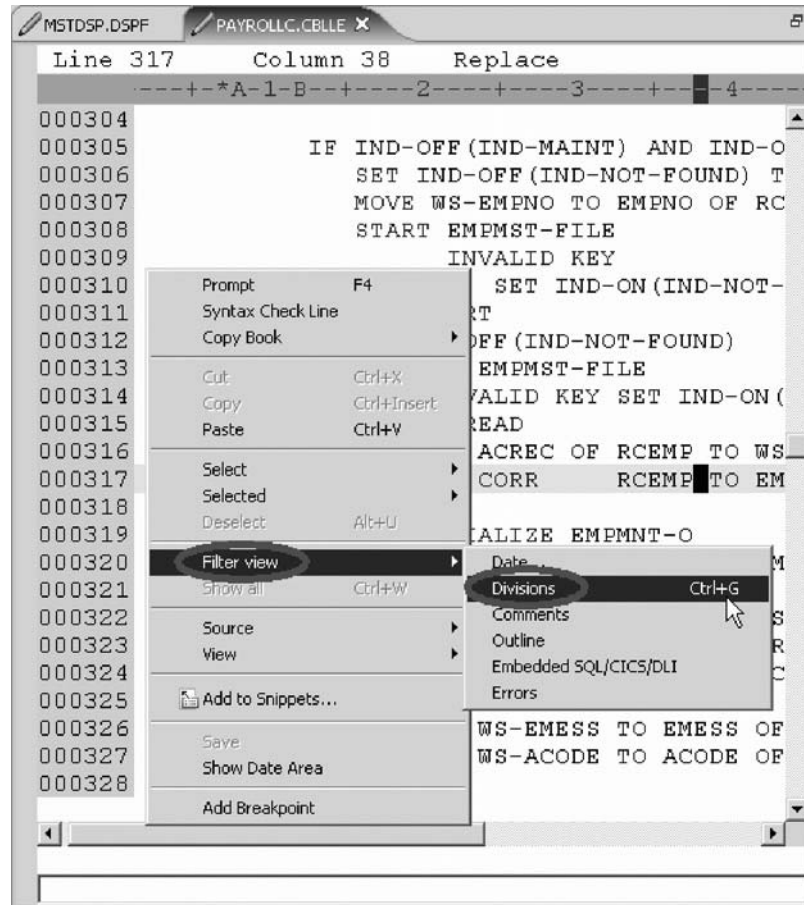 MSTDSP.DSPF PAYROLLC.CBLLE
Line 317 Column 38 Replace
----+-*A-1-B--+----2----+----3----+----4----
000304
000305 IF IND-OFF(IND-MAINT) AND IND-O
000306 SET IND-OFF(IND-NOT-FOUND) T
000307 MOVE WS-EMPNO TO EMPNO OF RC
000308 START EMPMST-FILE
000309 INVALID KEY
000310 SET IND-ON(IND-NOT-
000311 RT
000312 OFF(IND-NOT-FOUND)
000313 EMPMST-FILE
000314 VALID KEY SET IND-ON(
000315 READ
000316 ACREC OF RCEMP TO WS
000317 CORR RCEMP TO EM
000318
000319 IALIZE EMPMNT-O
000320 M
000321
000322 S
000323 R
000324 C
000325
000326 WS-EMESS TO EMESS OF
000327 WS-ACODE TO ACODE OF
000328
Prompt F4
Syntax Check Line
Copy Book
Cut Ctrl+X
Copy Ctrl+Insert
Paste Ctrl+V
Select
Selected
Deselect Alt+U
Filter view
Show all Ctrl+W
Source
View
Add to Snippets...
Save
Show Date Area
Add Breakpoint
Date...
Divisions Ctrl+G
Comments
Outline
Embedded SQL/CICS/DLI
Errors